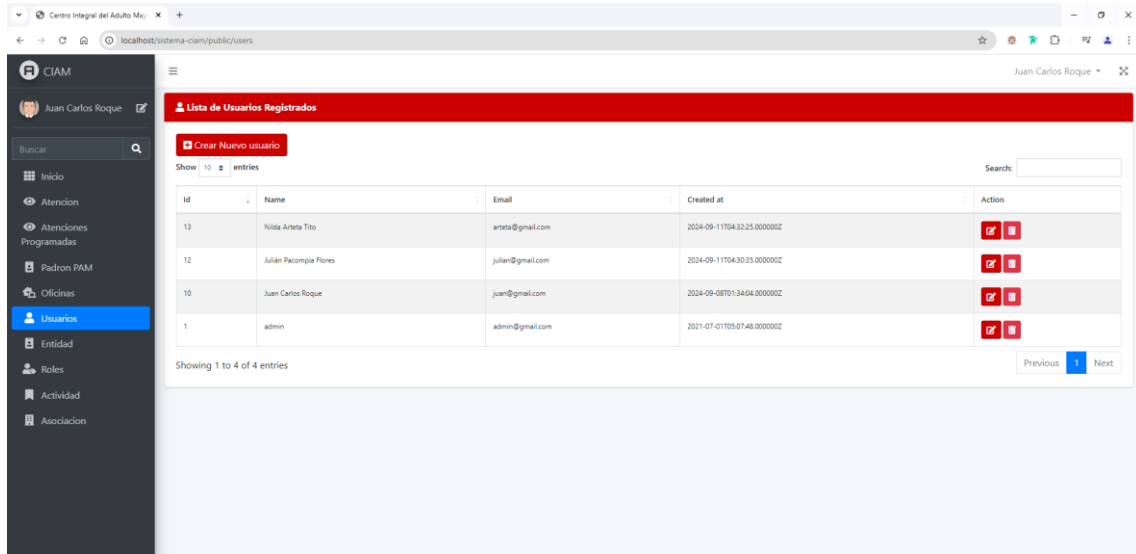 Centro Integral del Adulto May
localhost/sistema-ciam/public/users
CIAM
Juan Carlos Roque
Juan Carlos Roque
Buscar
Inicio
Atencion
Atenciones
Programadas
Padron PAM
Oficinas
Usuarios
Entidad
Roles
Actividad
Asociacion
Lista de Usuarios Registrados
Crear Nuevo usuario
Show 10 entries
Search:
Id Name Email Created at Action
13 Nilda Arteta Tito arteta@gmail.com 2024-09-11T04:32:25.000000Z
12 Julián Pacompia Flores julian@gmail.com 2024-09-11T04:30:35.000000Z
10 Juan Carlos Roque juan@gmail.com 2024-09-08T01:34:04.000000Z
1 admin admin@gmail.com 2021-07-01T05:07:48.000000Z
Showing 1 to 4 of 4 entries
Previous 1 Next